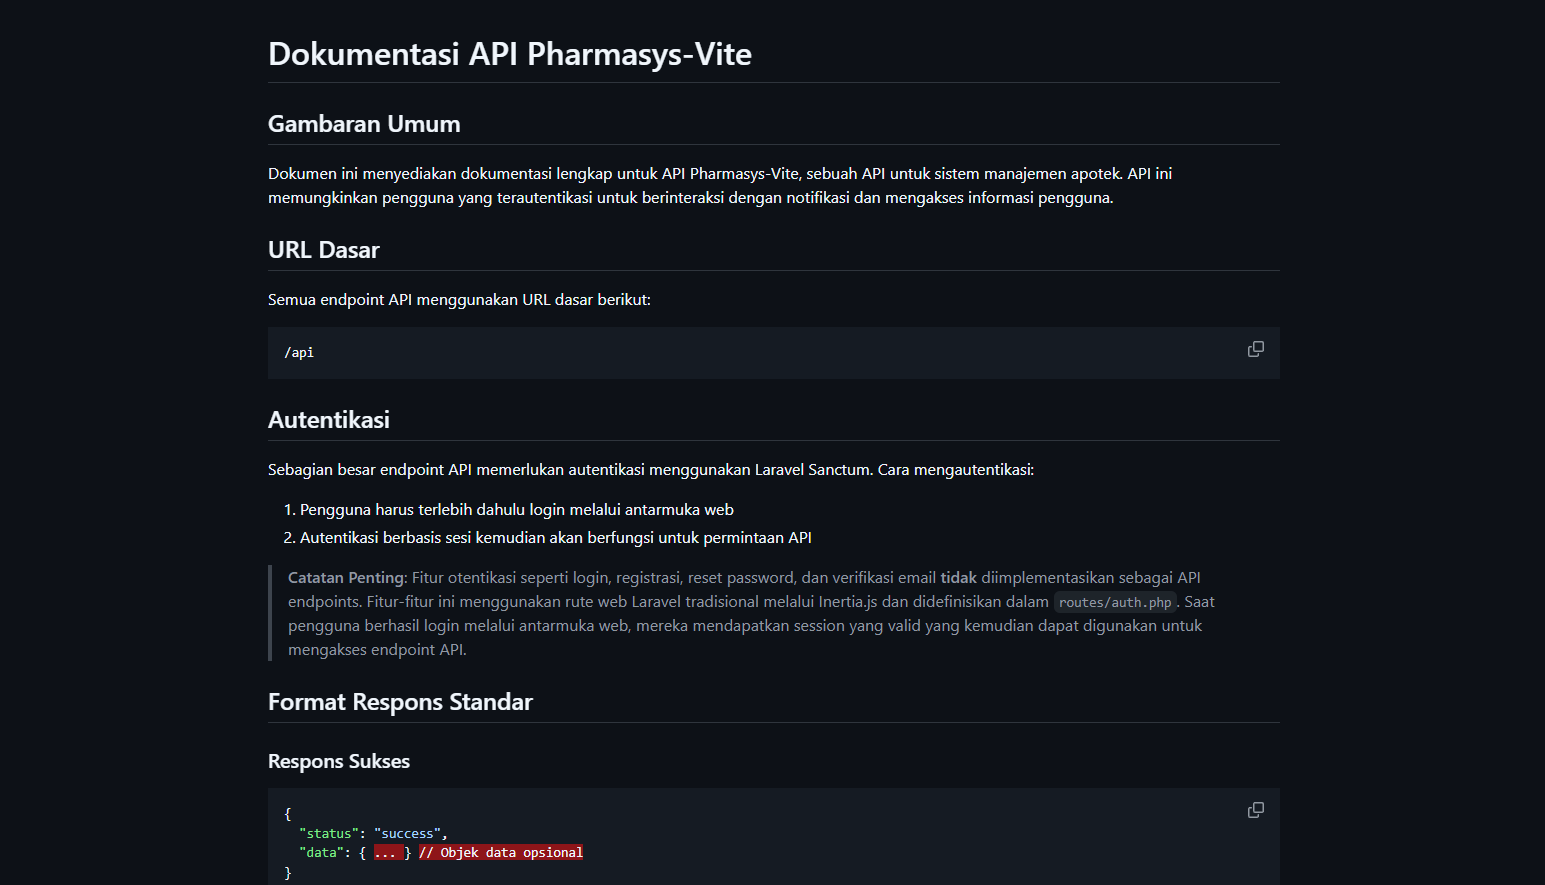 Dokumentasi API Pharmasys-Vite
Gambaran Umum
Dokumen ini menyediakan dokumentasi lengkap untuk API Pharmasys-Vite, sebuah API untuk sistem manajemen apotek. API ini
memungkinkan pengguna yang terautentikasi untuk berinteraksi dengan notifikasi dan mengakses informasi pengguna.
URL Dasar
Semua endpoint API menggunakan URL dasar berikut:
/api
Autentikasi
Sebagian besar endpoint API memerlukan autentikasi menggunakan Laravel Sanctum. Cara mengautentikasi:
1. Pengguna harus terlebih dahulu login melalui antarmuka web
2. Autentikasi berbasis sesi kemudian akan berfungsi untuk permintaan API
Catatan Penting: Fitur otentikasi seperti login, registrasi, reset password, dan verifikasi email tidak diimplementasikan sebagai API
endpoints. Fitur-fitur ini menggunakan rute web Laravel tradisional melalui Inertia.js dan didefinisikan dalam routes/auth.php. Saat
pengguna berhasil login melalui antarmuka web, mereka mendapatkan session yang valid yang kemudian dapat digunakan untuk
mengakses endpoint API.
Format Respons Standar
Respons Sukses
{
"status": "success",
"data": { ... } // Objek data opsional
}